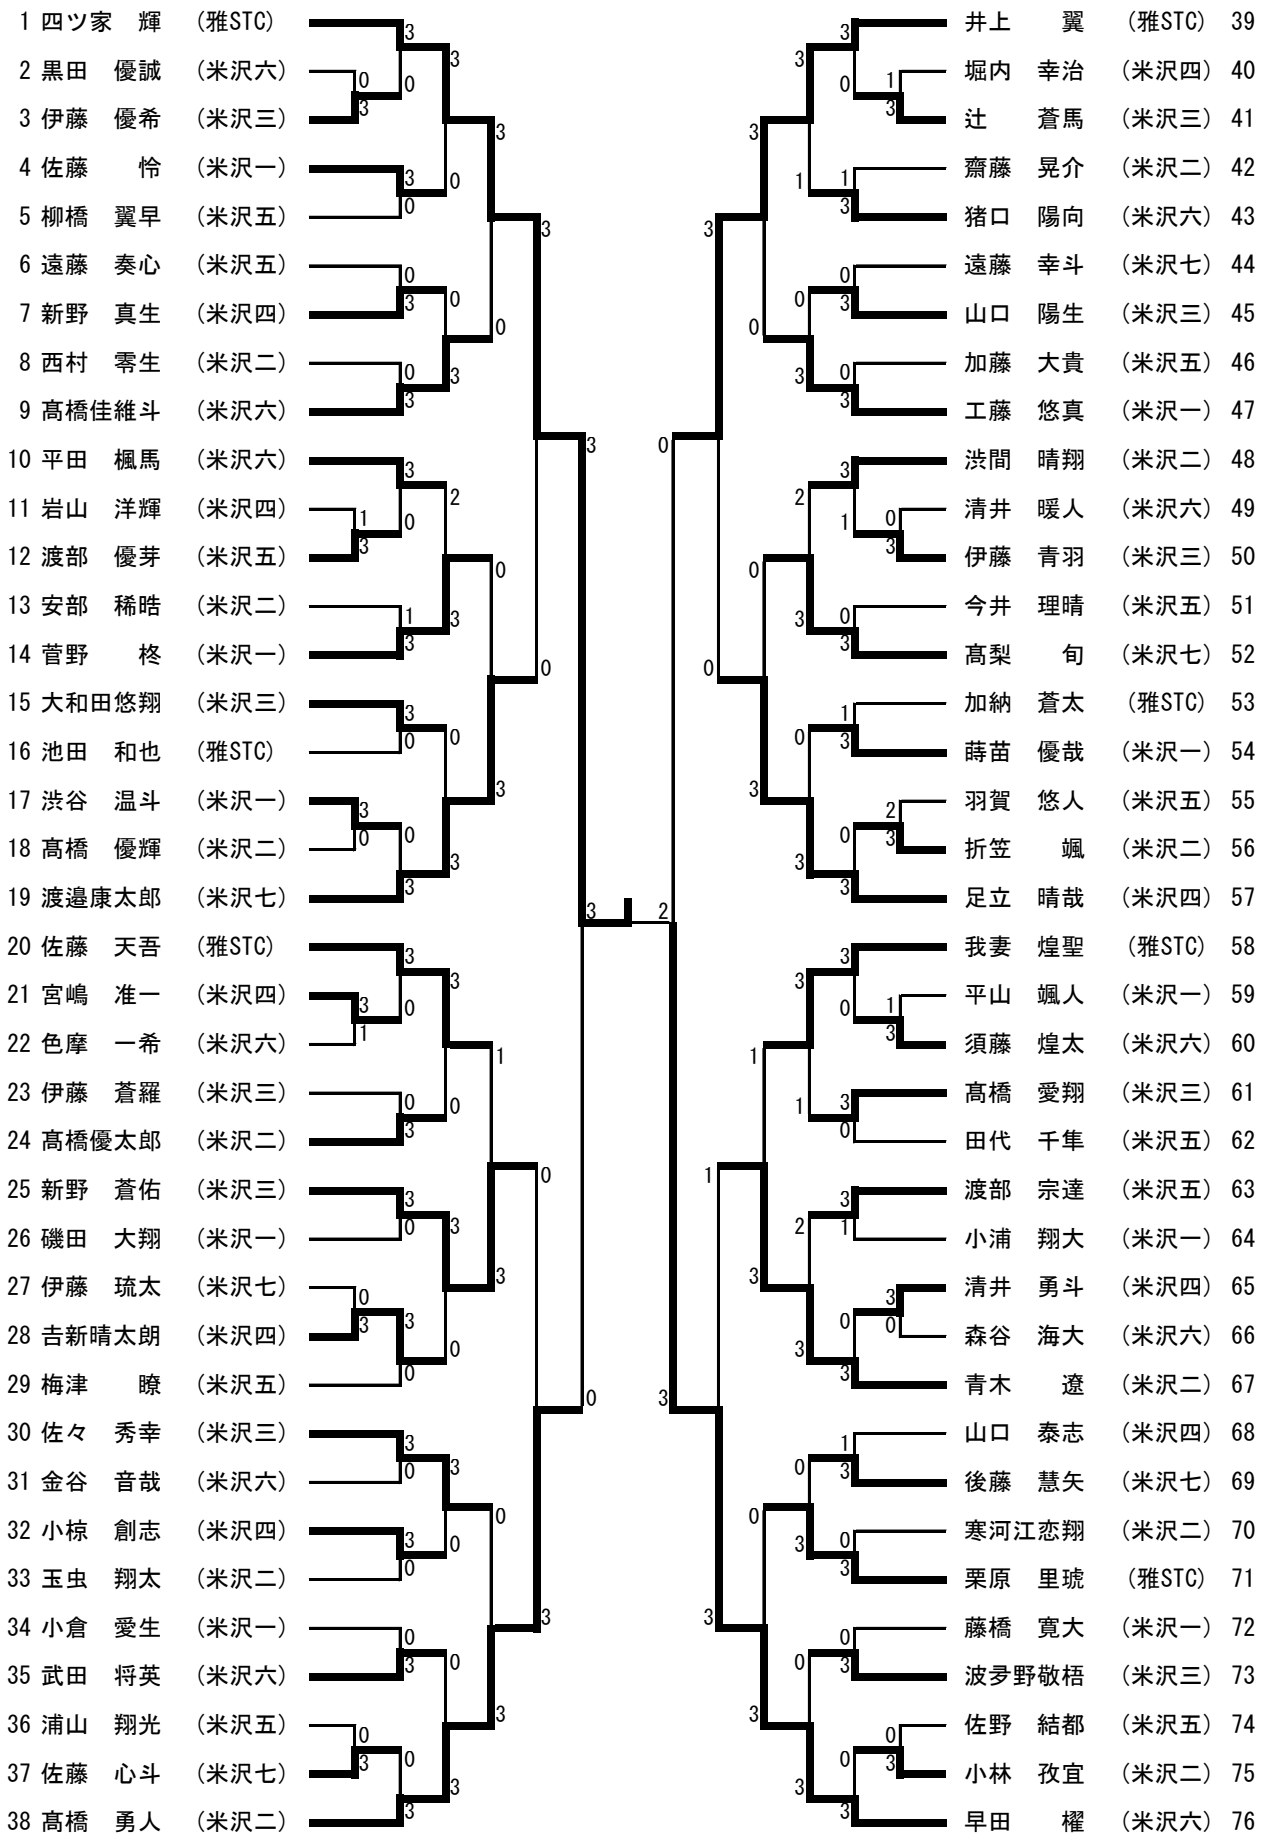 1 四ツ家　輝　(雅STC)
2 黒田　優誠　(米沢六)
3 伊藤　優希　(米沢三)
4 佐藤　　怜　(米沢一)
5 柳橋　翼早　(米沢五)
6 遠藤　奏心　(米沢五)
7 新野　真生　(米沢四)
8 西村　零生　(米沢二)
9 髙橋佳維斗　(米沢六)
10 平田　楓馬　(米沢六)
11 岩山　洋輝　(米沢四)
12 渡部　優芽　(米沢五)
13 安部　稀晧　(米沢二)
14 菅野　　柊　(米沢一)
15 大和田悠翔　(米沢三)
16 池田　和也　(雅STC)
17 渋谷　温斗　(米沢一)
18 髙橋　優輝　(米沢二)
19 渡邉康太郎　(米沢七)
20 佐藤　天吾　(雅STC)
21 宮嶋　准一　(米沢四)
22 色摩　一希　(米沢六)
23 伊藤　蒼羅　(米沢三)
24 髙橋優太郎　(米沢二)
25 新野　蒼佑　(米沢三)
26 磯田　大翔　(米沢一)
27 伊藤　琉太　(米沢七)
28 𠮷新晴太朗　(米沢四)
29 梅津　　瞭　(米沢五)
30 佐々　秀幸　(米沢三)
31 金谷　音哉　(米沢六)
32 小椋　創志　(米沢四)
33 玉虫　翔太　(米沢二)
34 小倉　愛生　(米沢一)
35 武田　将英　(米沢六)
36 浦山　翔光　(米沢五)
37 佐藤　心斗　(米沢七)
38 髙橋　勇人　(米沢二)
井上　　翼　(雅STC) 39
堀内　幸治　(米沢四) 40
辻　　蒼馬　(米沢三) 41
齋藤　晃介　(米沢二) 42
猪口　陽向　(米沢六) 43
遠藤　幸斗　(米沢七) 44
山口　陽生　(米沢三) 45
加藤　大貴　(米沢五) 46
工藤　悠真　(米沢一) 47
渋間　晴翔　(米沢二) 48
清井　暖人　(米沢六) 49
伊藤　青羽　(米沢三) 50
今井　理晴　(米沢五) 51
髙梨　　旬　(米沢七) 52
加納　蒼太　(雅STC) 53
蒔苗　優哉　(米沢一) 54
羽賀　悠人　(米沢五) 55
折笠　　颯　(米沢二) 56
足立　晴哉　(米沢四) 57
我妻　煌聖　(雅STC) 58
平山　颯人　(米沢一) 59
須藤　煌太　(米沢六) 60
髙橋　愛翔　(米沢三) 61
田代　千隼　(米沢五) 62
渡部　宗達　(米沢五) 63
小浦　翔大　(米沢一) 64
清井　勇斗　(米沢四) 65
森谷　海大　(米沢六) 66
青木　　遼　(米沢二) 67
山口　泰志　(米沢四) 68
後藤　慧矢　(米沢七) 69
寒河江恋翔　(米沢二) 70
栗原　里琥　(雅STC) 71
藤橋　寛大　(米沢一) 72
波多野敬梧　(米沢三) 73
佐野　結都　(米沢五) 74
小林　孜宜　(米沢二) 75
早田　　櫂　(米沢六) 76